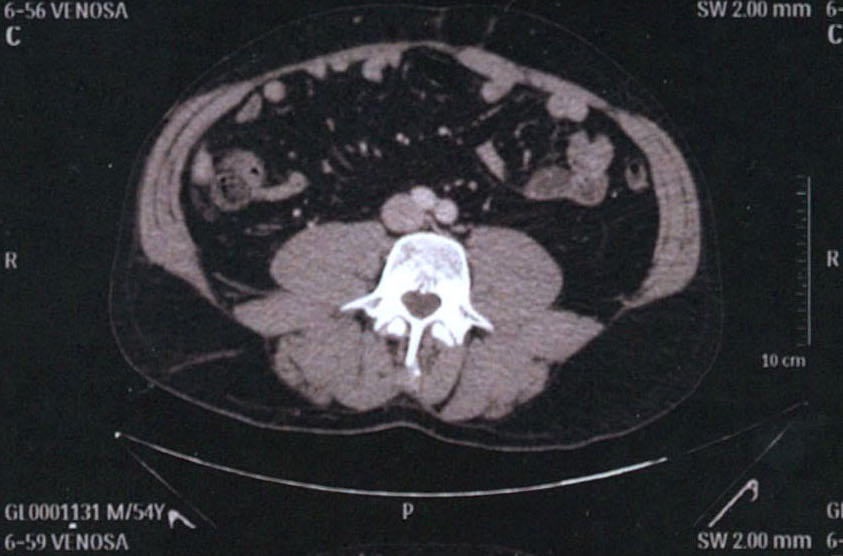 6-56 VENOSA
SW 2.00 mm
6-
C
C
R
R
10 cm
GL0001131 M/54Y
P
6-59 VENOSA
SW 2.00 mm
6-